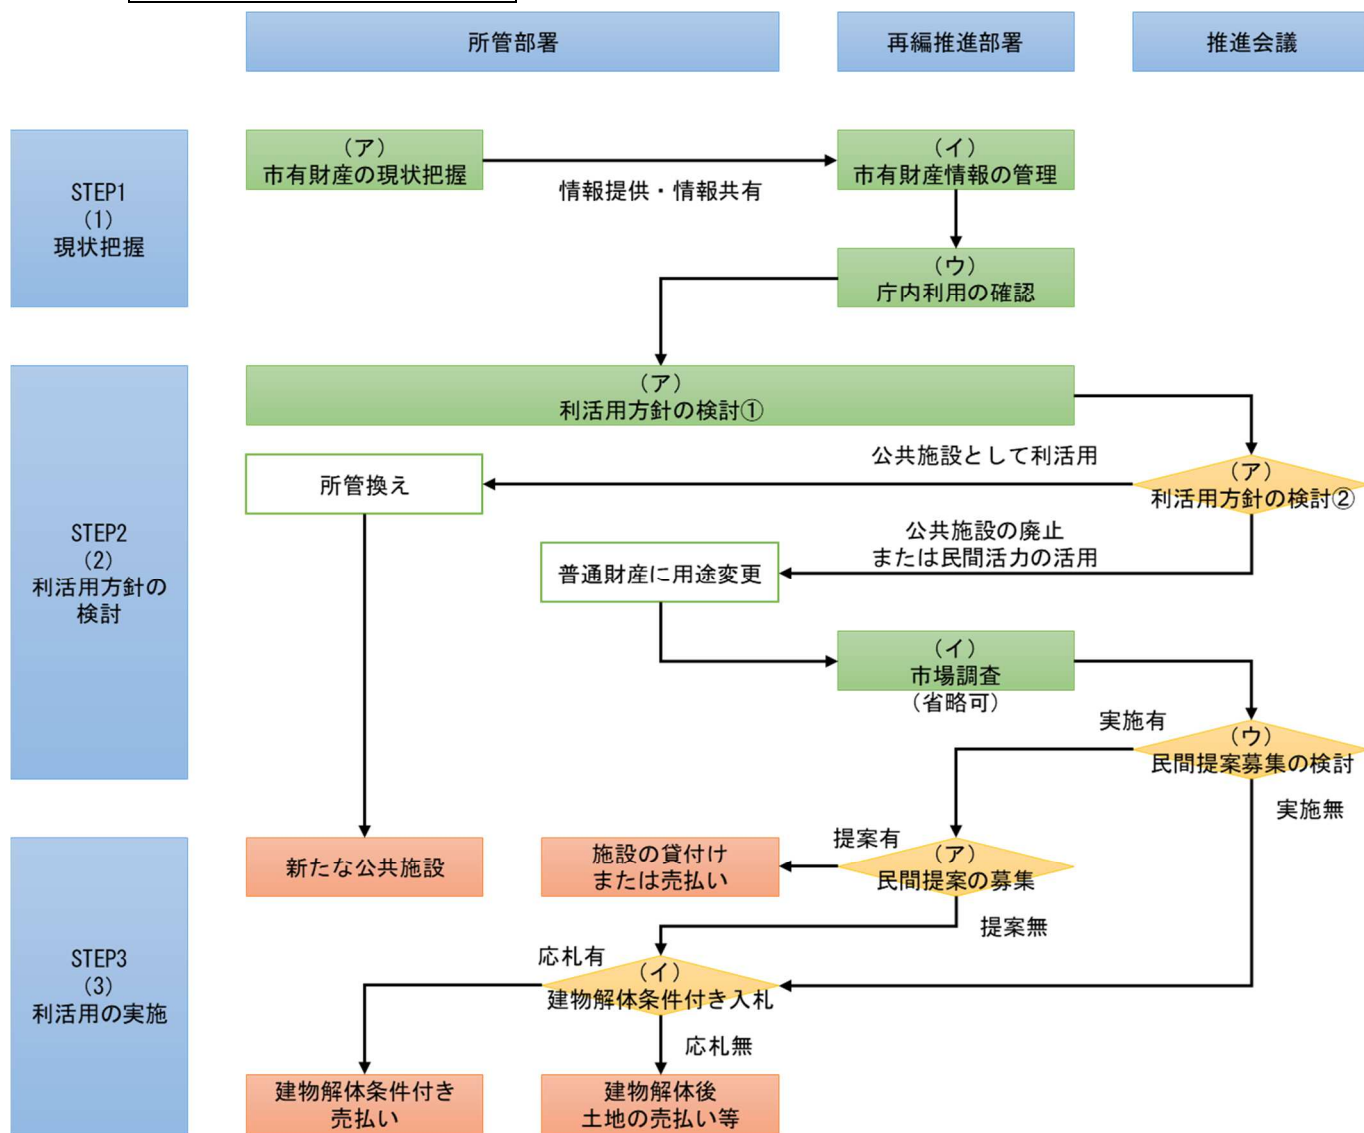 所管部署
再編推進部署
推進会議
STEP1
(1)
現状把握
(ア)
市有財産の現状把握
情報提供・情報共有
(イ)
市有財産情報の管理
(ウ)
庁内利用の確認
STEP2
(2)
利活用方針の
検討
(ア)
利活用方針の検討①
公共施設として利活用
(ア)
利活用方針の検討②
所管換え
公共施設の廃止
または民間活力の活用
普通財産に用途変更
(イ)
市場調査
(省略可)
実施有
(ウ)
民間提案募集の検討
実施無
STEP3
(3)
利活用の実施
新たな公共施設
施設の貸付け
または売払い
提案有
(ア)
民間提案の募集
提案無
応札有
(イ)
建物解体条件付き入札
応札無
建物解体条件付き
売払い
建物解体後
土地の売払い等